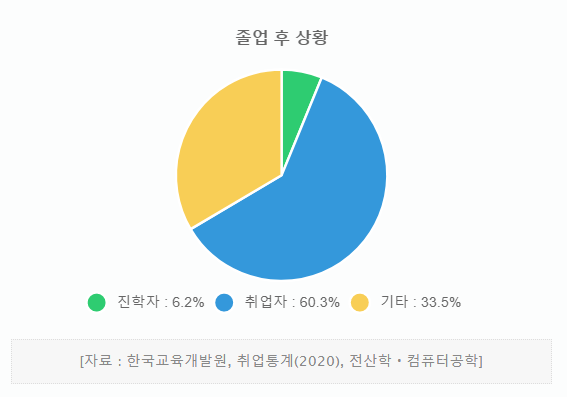 졸업 후 상황
진학자 : 6.2% 취업자 : 60.3% 기타 : 33.5%
[자료 : 한국교육개발원, 취업통계(2020), 전산학・컴퓨터공학]